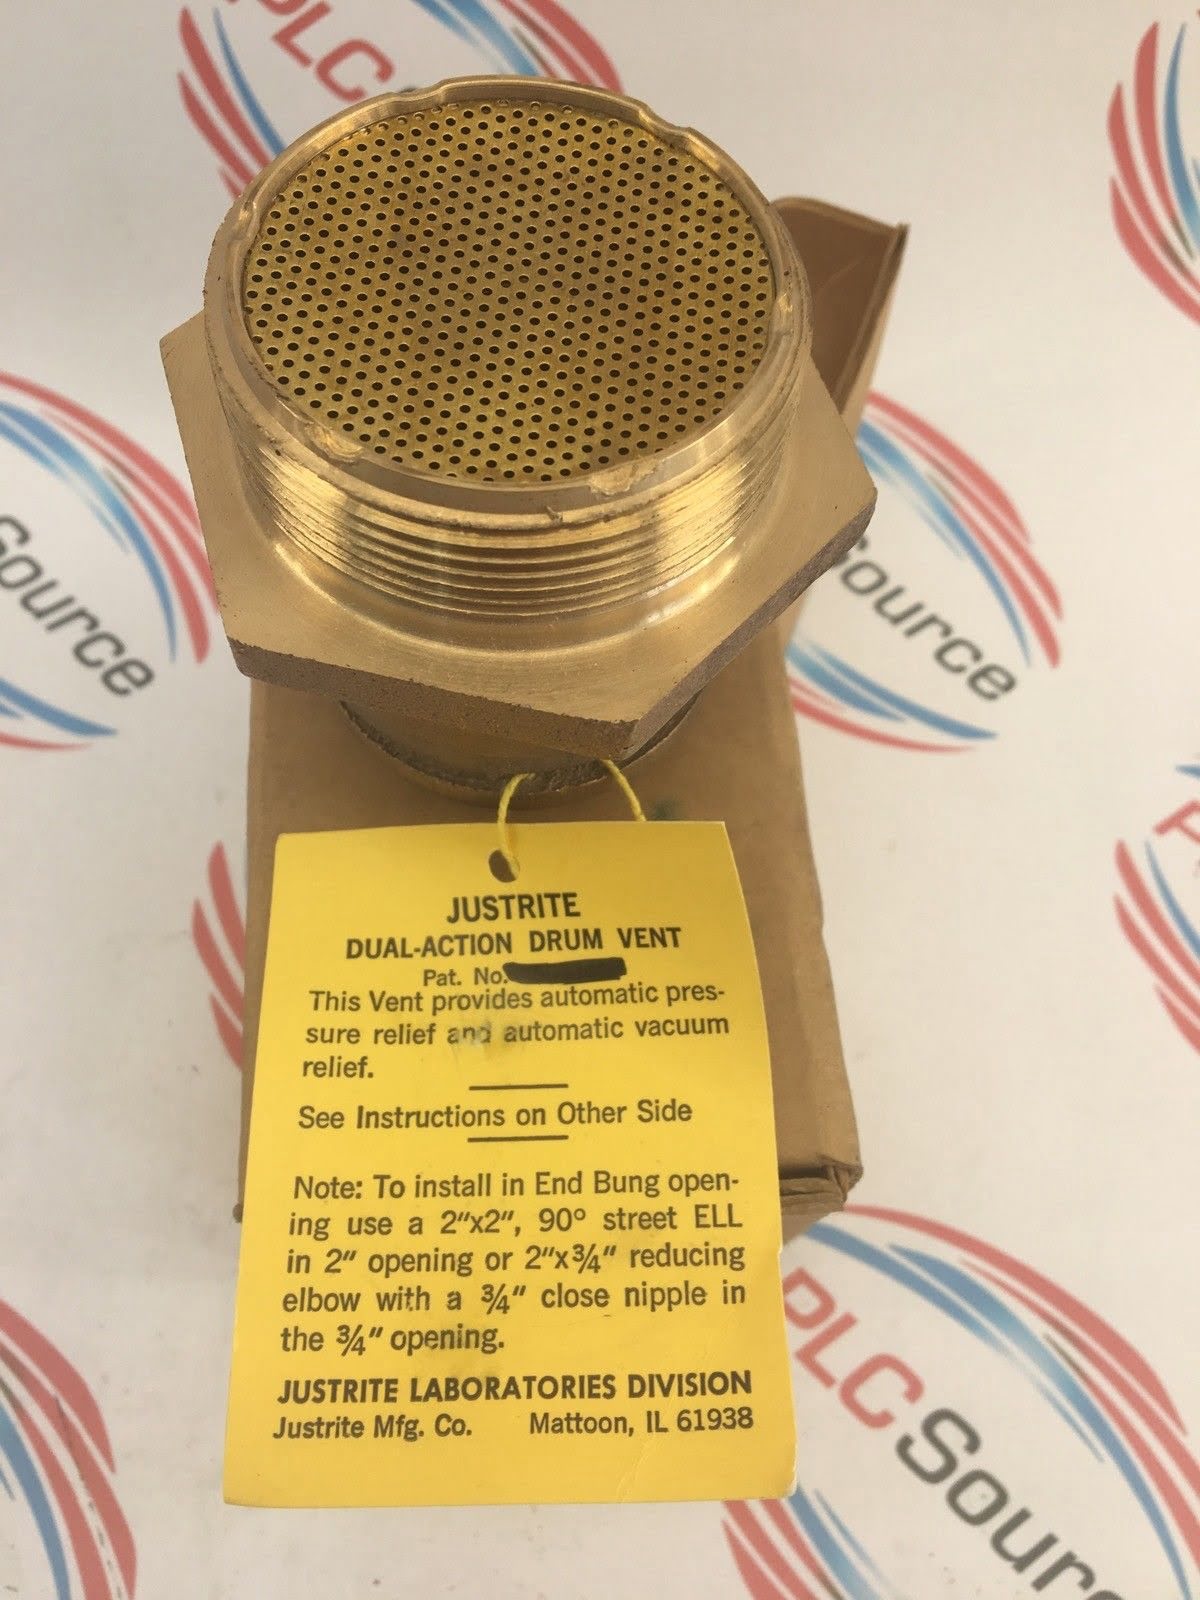 PLC
Source
Source
Source
JUSTRITE
DUAL-ACTION DRUM VENT
Pat. No.
This Vent provides automatic pres-
sure relief and automatic vacuum
relief.
See Instructions on Other Side
Note: To install in End Bung open-
ing use a 2"x2", 90° street ELL
in 2" opening or 2"x¾" reducing
elbow with a ¾" close nipple in
the ¾" opening.
JUSTRITE LABORATORIES DIVISION
Justrite Mfg. Co. Mattoon, IL 61938
PLC
Source